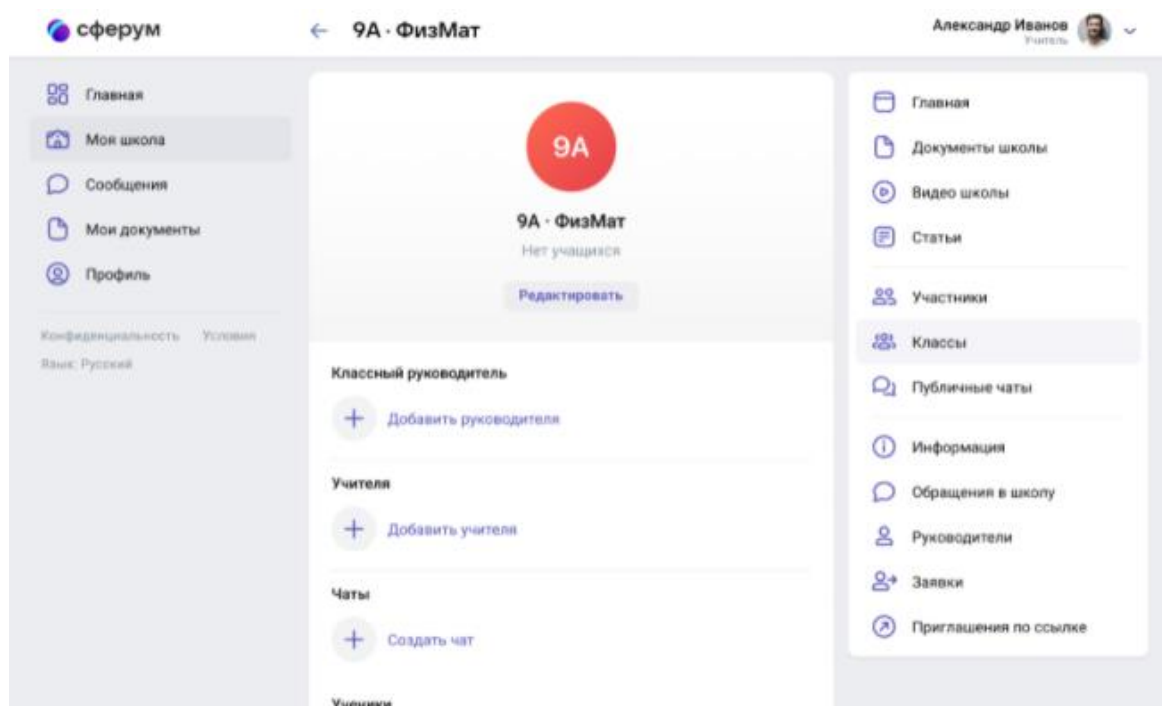 сферум
← 9А · ФизМат
Александр Иванов
Учитель
Главная
Моя школа
Сообщения
Мои документы
Профиль
Конфиденциальность Условия
Язык: Русский
9А
9А · ФизМат
Нет учащихся
Редактировать
Классный руководитель
+ Добавить руководителя
Учителя
+ Добавить учителя
Чаты
+ Создать чат
Ученики
Главная
Документы школы
Видео школы
Статьи
Участники
Классы
Публичные чаты
Информация
Обращения в школу
Руководители
Заявки
Приглашения по ссылке